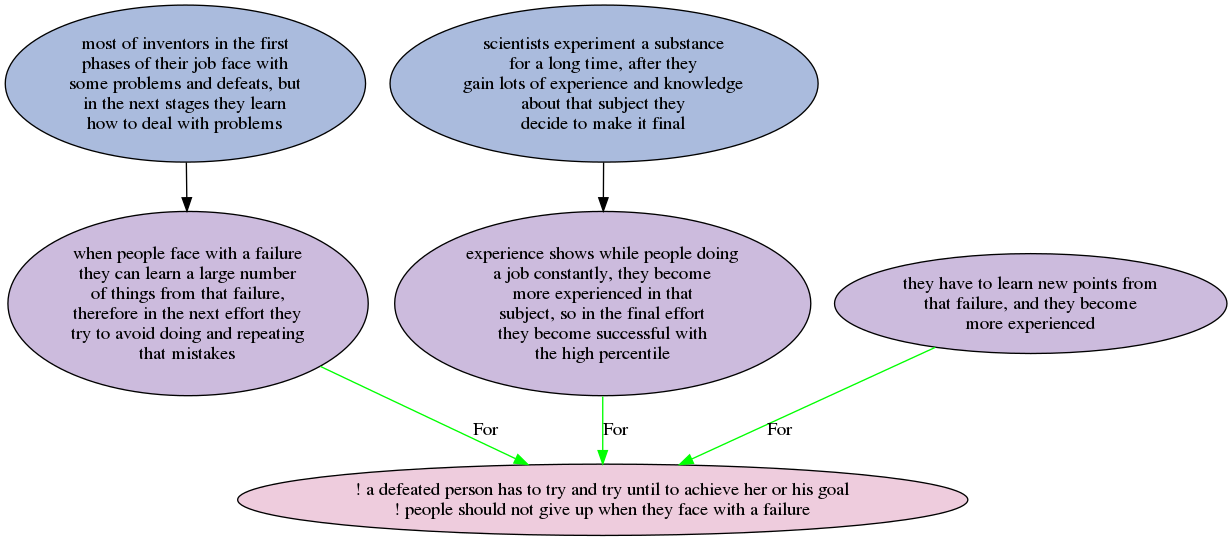 most of inventors in the first
phases of their job face with
some problems and defeats, but
in the next stages they learn
how to deal with problems
scientists experiment a substance
for a long time, after they
gain lots of experience and knowledge
about that subject they
decide to make it final
when people face with a failure
they can learn a large number
of things from that failure,
therefore in the next effort they
try to avoid doing and repeating
that mistakes
experience shows while people doing
a job constantly, they become
more experienced in that
subject, so in the final effort
they become successful with
the high percentile
they have to learn new points from
that failure, and they become
more experienced
For
For
For
! a defeated person has to try and try until to achieve her or his goal
! people should not give up when they face with a failure